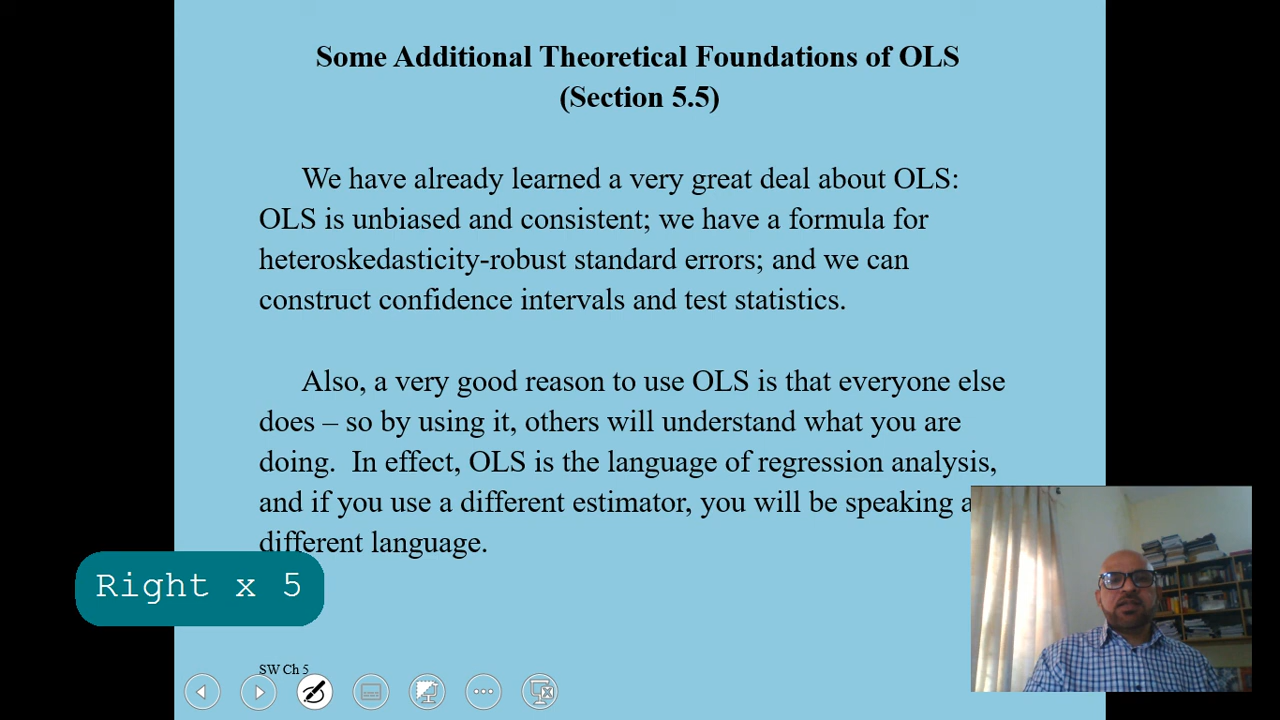 Some Additional Theoretical Foundations of OLS
(Section 5.5)
We have already learned a very great deal about OLS:
OLS is unbiased and consistent; we have a formula for
heteroskedasticity-robust standard errors; and we can
construct confidence intervals and test statistics.
Also, a very good reason to use OLS is that everyone else
does – so by using it, others will understand what you are
doing.  In effect, OLS is the language of regression analysis,
and if you use a different estimator, you will be speaking a
different language.
Right x 5
SW Ch 5